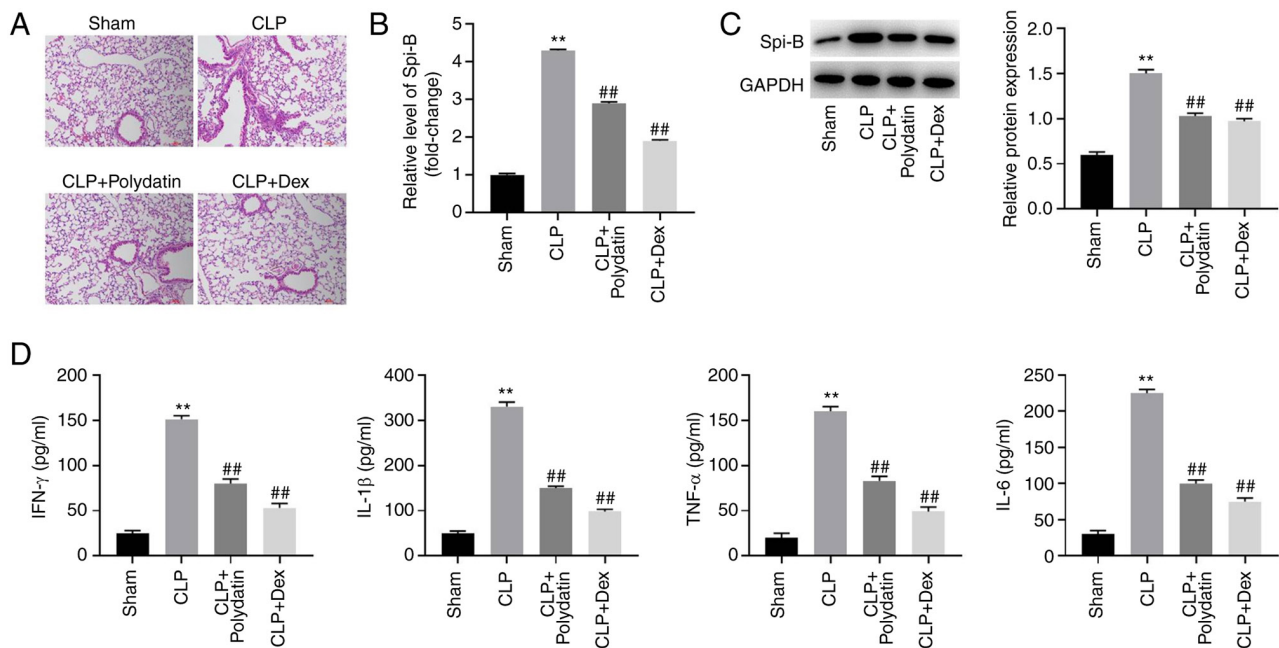 A
Sham
CLP
CLP+Polydatin
CLP+Dex
B
Relative level of Spi-B
(fold-change)
5
4
3
2
1
0
**
##
##
Sham
CLP
CLP+
Polydatin
CLP+Dex
C
Spi-B
GAPDH
Sham
CLP
CLP+
Polydatin
CLP+Dex
Relative protein expression
2.0
1.5
1.0
0.5
0.0
**
##
##
Sham
CLP
CLP+
Polydatin
CLP+Dex
D
IFN-γ (pg/ml)
200
150
100
50
0
**
##
##
Sham
CLP
CLP+
Polydatin
CLP+Dex
IL-1β (pg/ml)
400
300
200
100
0
**
##
##
Sham
CLP
CLP+
Polydatin
CLP+Dex
TNF-α (pg/ml)
200
150
100
50
0
**
##
##
Sham
CLP
CLP+
Polydatin
CLP+Dex
IL-6 (pg/ml)
250
200
150
100
50
0
**
##
##
Sham
CLP
CLP+
Polydatin
CLP+Dex